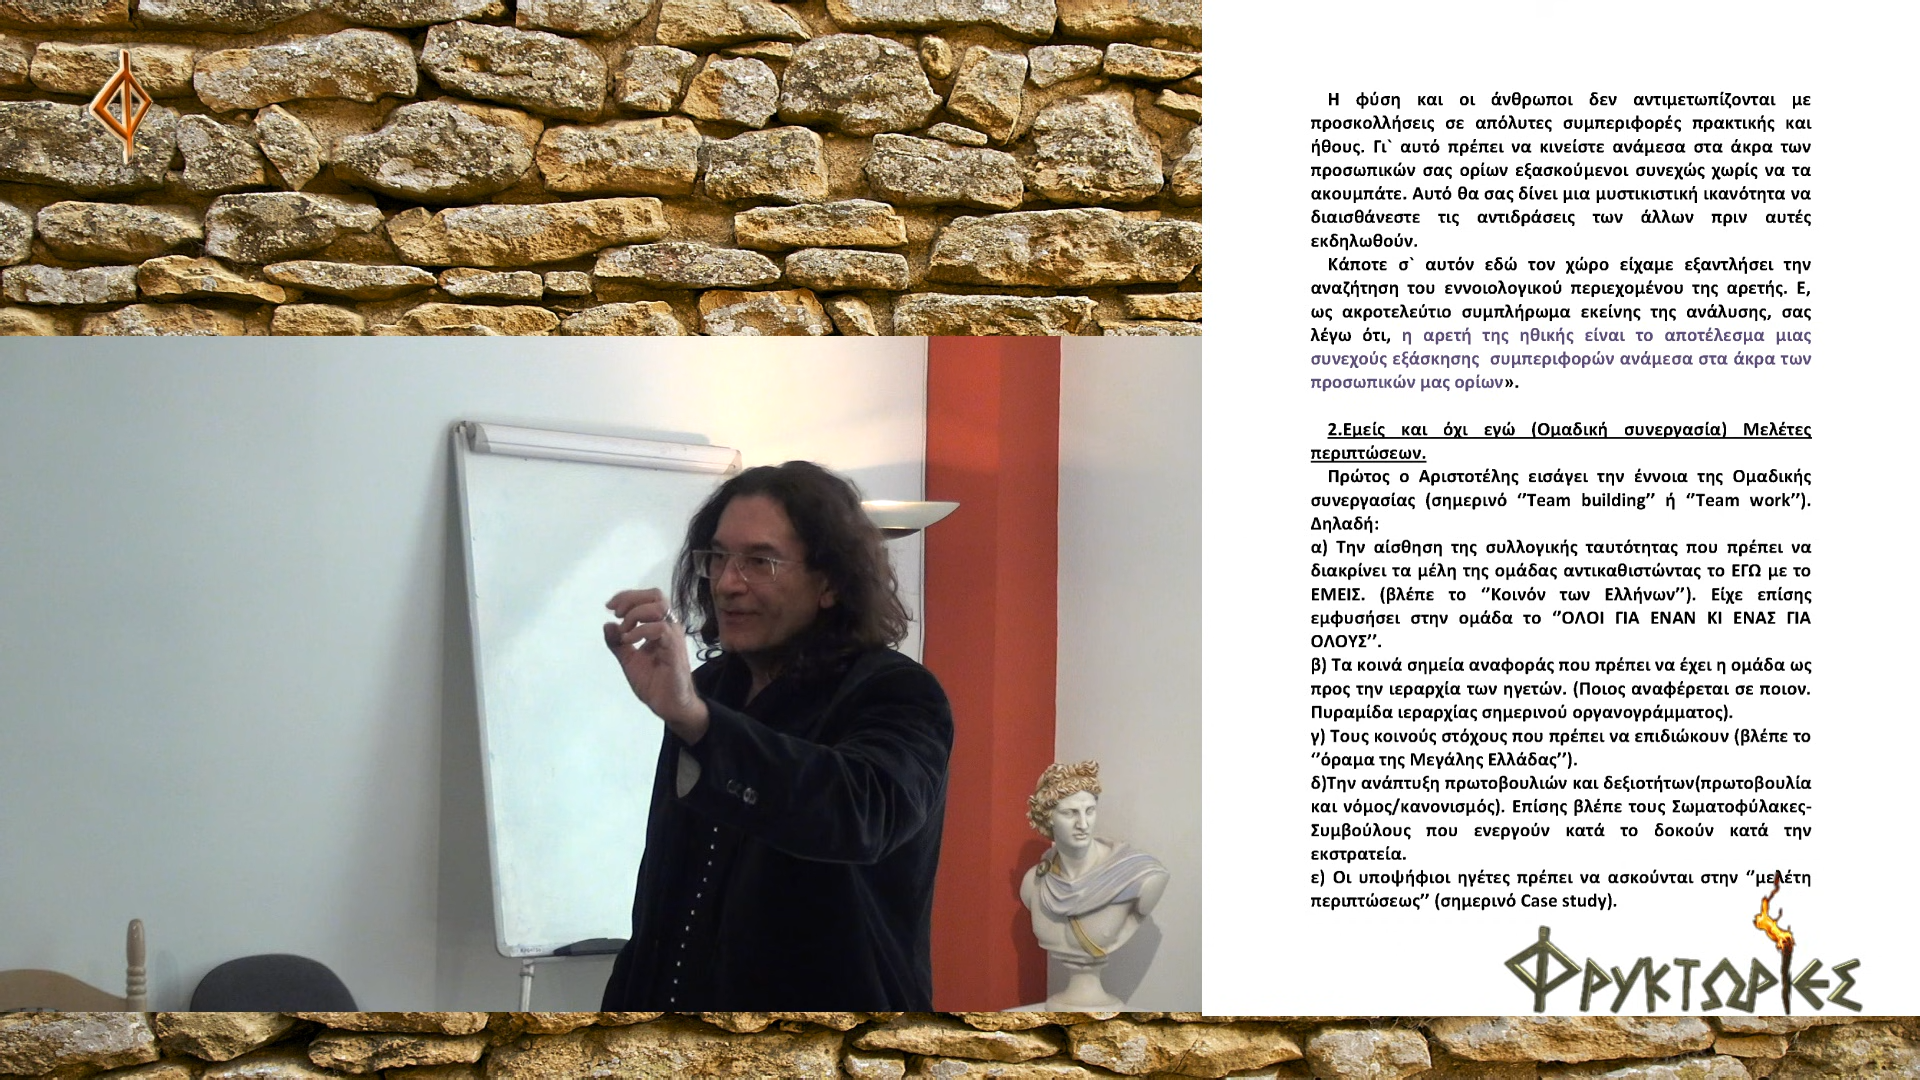 Η φύση και οι άνθρωποι δεν αντιμετωπίζονται με
προσκολλήσεις σε απόλυτες συμπεριφορές πρακτικής και
ήθους. Γι` αυτό πρέπει να κινείστε ανάμεσα στα άκρα των
προσωπικών σας ορίων εξασκούμενοι συνεχώς χωρίς να τα
ακουμπάτε. Αυτό θα σας δίνει μια μυστικιστική ικανότητα να
διαισθάνεστε τις αντιδράσεις των άλλων πριν αυτές
εκδηλωθούν.
Κάποτε σ` αυτόν εδώ τον χώρο είχαμε εξαντλήσει την
αναζήτηση του εννοιολογικού περιεχομένου της αρετής. Ε,
ως ακροτελεύτιο συμπλήρωμα εκείνης της ανάλυσης, σας
λέγω ότι, η αρετή της ηθικής είναι το αποτέλεσμα μιας
συνεχούς εξάσκησης συμπεριφορών ανάμεσα στα άκρα των
προσωπικών μας ορίων».
2.Εμείς και όχι εγώ (Ομαδική συνεργασία) Μελέτες
περιπτώσεων.
Πρώτος ο Αριστοτέλης εισάγει την έννοια της Ομαδικής
συνεργασίας (σημερινό ‘’Team building’’ ή ‘’Team work’’).
Δηλαδή:
α) Την αίσθηση της συλλογικής ταυτότητας που πρέπει να
διακρίνει τα μέλη της ομάδας αντικαθιστώντας το ΕΓΩ με το
ΕΜΕΙΣ. (βλέπε το ‘’Κοινόν των Ελλήνων’’). Είχε επίσης
εμφυσήσει στην ομάδα το ‘’ΌΛΟΙ ΓΙΑ ΕΝΑΝ ΚΙ ΕΝΑΣ ΓΙΑ
ΟΛΟΥΣ’’.
β) Τα κοινά σημεία αναφοράς που πρέπει να έχει η ομάδα ως
προς την ιεραρχία των ηγετών. (Ποιος αναφέρεται σε ποιον.
Πυραμίδα ιεραρχίας σημερινού οργανογράμματος).
γ) Τους κοινούς στόχους που πρέπει να επιδιώκουν (βλέπε το
‘’όραμα της Μεγάλης Ελλάδας’’).
δ)Την ανάπτυξη πρωτοβουλιών και δεξιοτήτων(πρωτοβουλία
και νόμος/κανονισμός). Επίσης βλέπε τους Σωματοφύλακες-
Συμβούλους που ενεργούν κατά το δοκούν κατά την
εκστρατεία.
ε) Οι υποψήφιοι ηγέτες πρέπει να ασκούνται στην ‘’μελέτη
περιπτώσεως’’ (σημερινό Case study).
ΦΡΥΚΤΩΡΙΕΣ